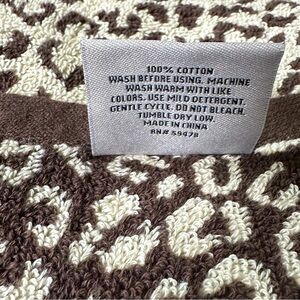 100% COTTON
WASH BEFORE USING. MACHINE
WASH WARM WITH LIKE
COLORS. USE MILD DETERGENT.
GENTLE CYCLE. DO NOT BLEACH.
TUMBLE DRY LOW.
MADE IN CHINA
RN# 59478